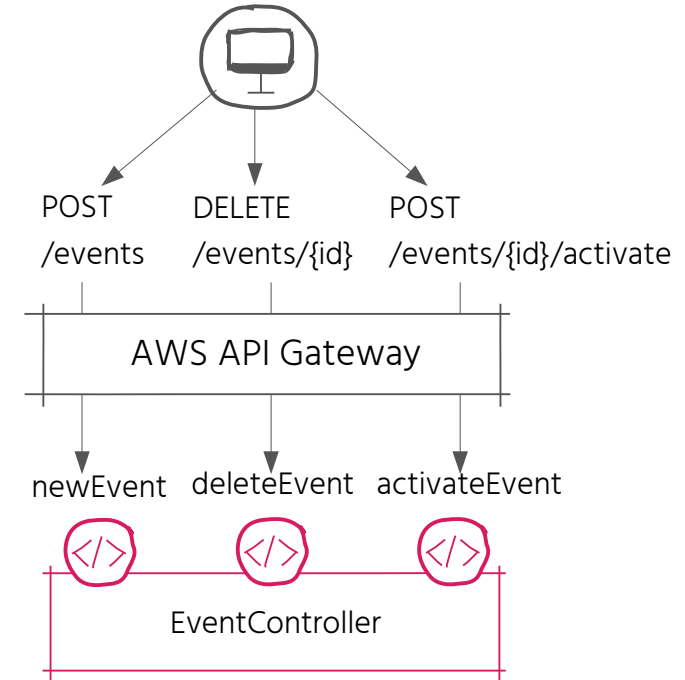 POST
/events
DELETE
/events/{id}
POST
/events/{id}/activate
AWS API Gateway
newEvent
deleteEvent
activateEvent
</>
</>
</>
EventController